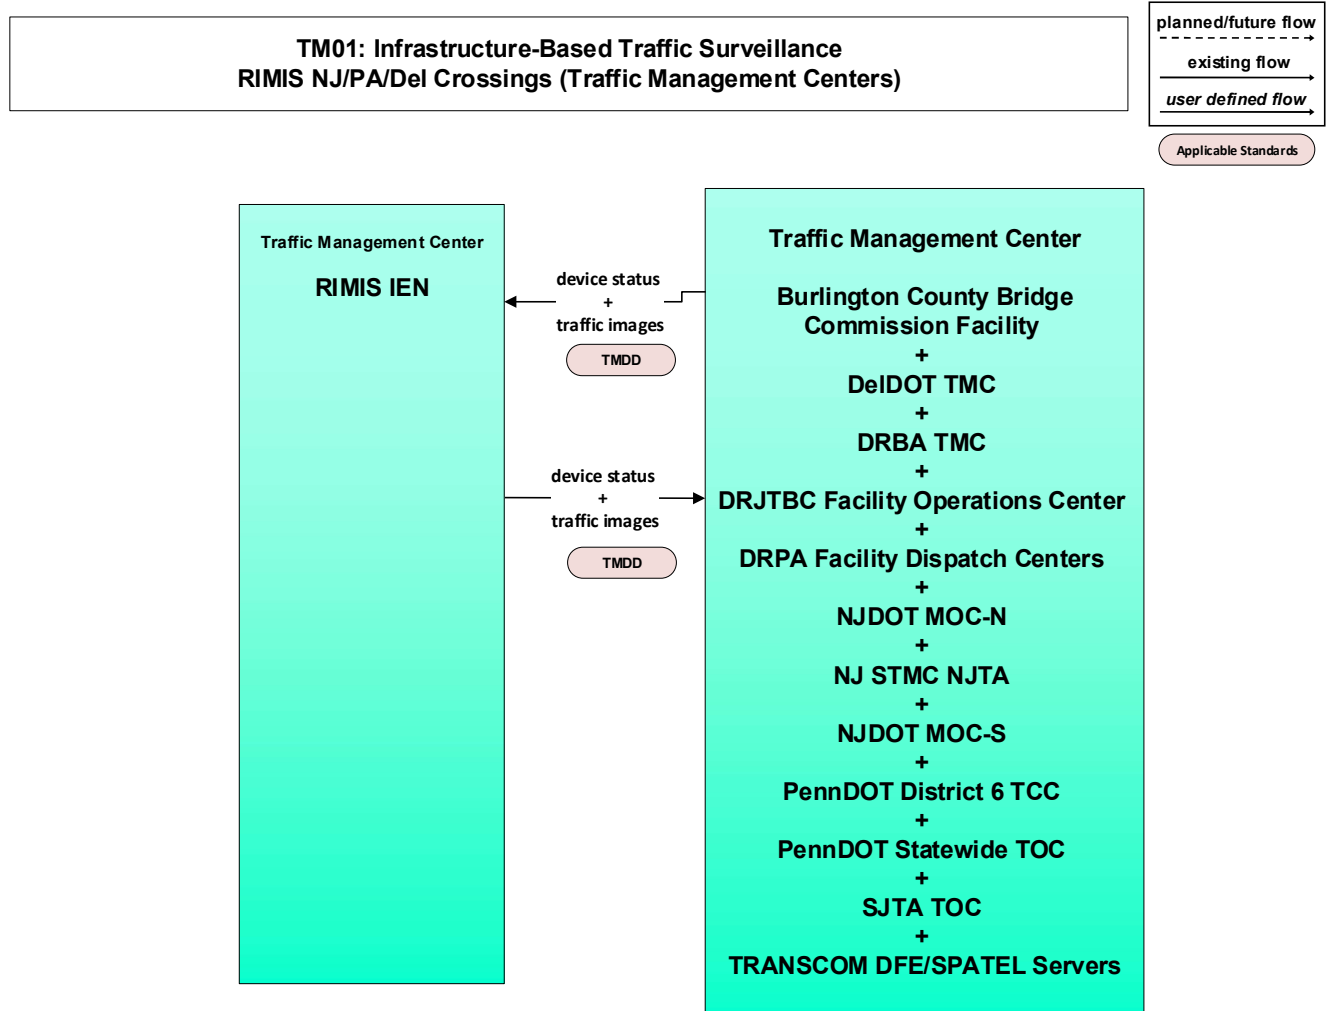 TM01: Infrastructure-Based Traffic Surveillance
RIMIS NJ/PA/Del Crossings (Traffic Management Centers)
planned/future flow
existing flow
user defined flow
Applicable Standards
Traffic Management Center
RIMIS IEN
device status
+
traffic images
TMDD
device status
+
traffic images
TMDD
Traffic Management Center
Burlington County Bridge
Commission Facility
+
DelDOT TMC
+
DRBA TMC
+
DRJTBC Facility Operations Center
+
DRPA Facility Dispatch Centers
+
NJDOT MOC-N
+
NJ STMC NJTA
+
NJDOT MOC-S
+
PennDOT District 6 TCC
+
PennDOT Statewide TOC
+
SJTA TOC
+
TRANSCOM DFE/SPATEL Servers